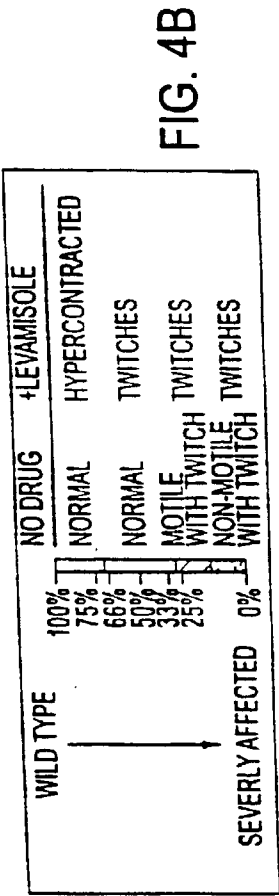 NO DRUG +LEVAMISOLE
WILD TYPE
100%
NORMAL HYPERCONTRACTED
75%
66%
NORMAL TWITCHES
50%
33%
MOTILE
WITH TWITCH TWITCHES
25%
NON-MOTILE
WITH TWITCH TWITCHES
0%
SEVERLY AFFECTED
FIG. 4B